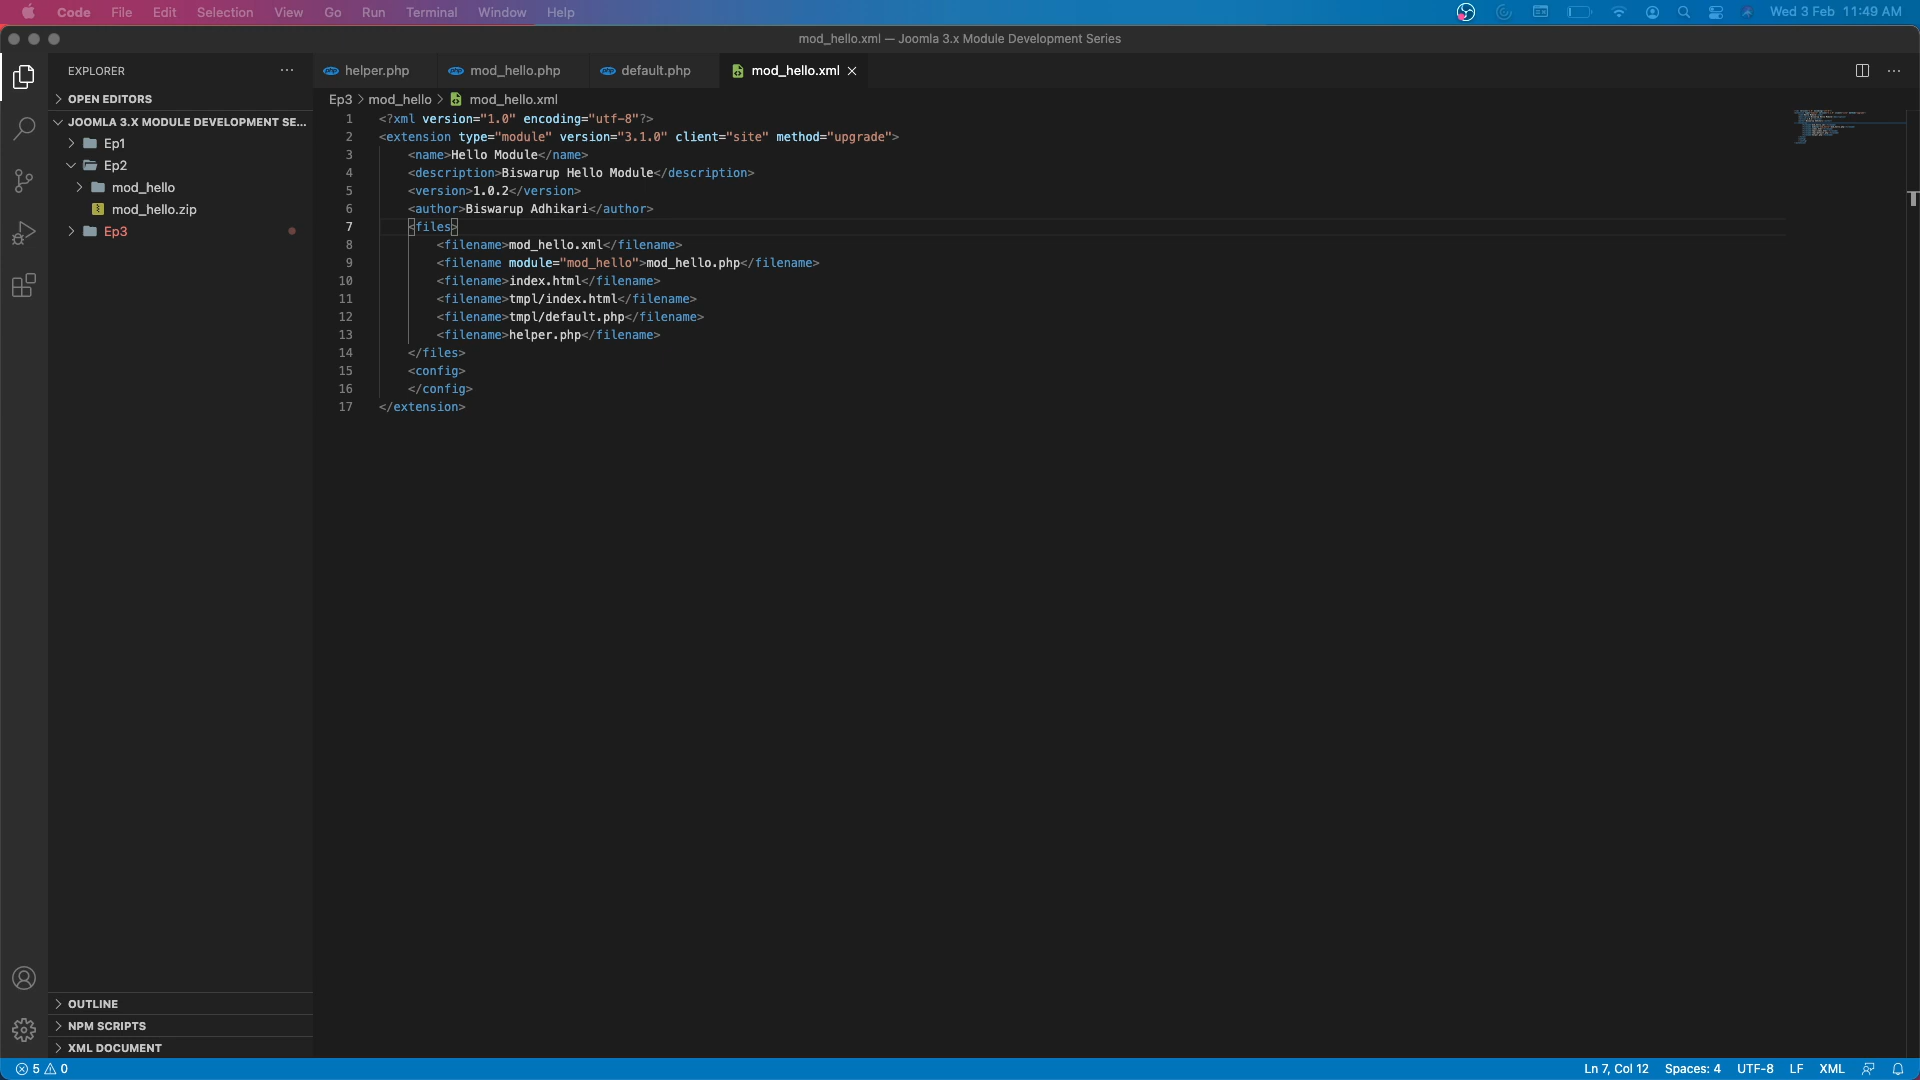 Code File Edit Selection View Go Run Terminal Window Help Wed 3 Feb 11:49 AM
mod_hello.xml — Joomla 3.x Module Development Series
EXPLORER
helper.php mod_hello.php default.php mod_hello.xml
OPEN EDITORS
JOOMLA 3.X MODULE DEVELOPMENT SE...
Ep1
Ep2
mod_hello
mod_hello.zip
Ep3
Ep3 > mod_hello > mod_hello.xml
1 <?xml version="1.0" encoding="utf-8"?>
2 <extension type="module" version="3.1.0" client="site" method="upgrade">
3 <name>Hello Module</name>
4 <description>Biswarup Hello Module</description>
5 <version>1.0.2</version>
6 <author>Biswarup Adhikari</author>
7 <files>
8 <filename>mod_hello.xml</filename>
9 <filename module="mod_hello">mod_hello.php</filename>
10 <filename>index.html</filename>
11 <filename>tmpl/index.html</filename>
12 <filename>tmpl/default.php</filename>
13 <filename>helper.php</filename>
14 </files>
15 <config>
16 </config>
17 </extension>
OUTLINE
NPM SCRIPTS
XML DOCUMENT
5 0 Ln 7, Col 12 Spaces: 4 UTF-8 LF XML